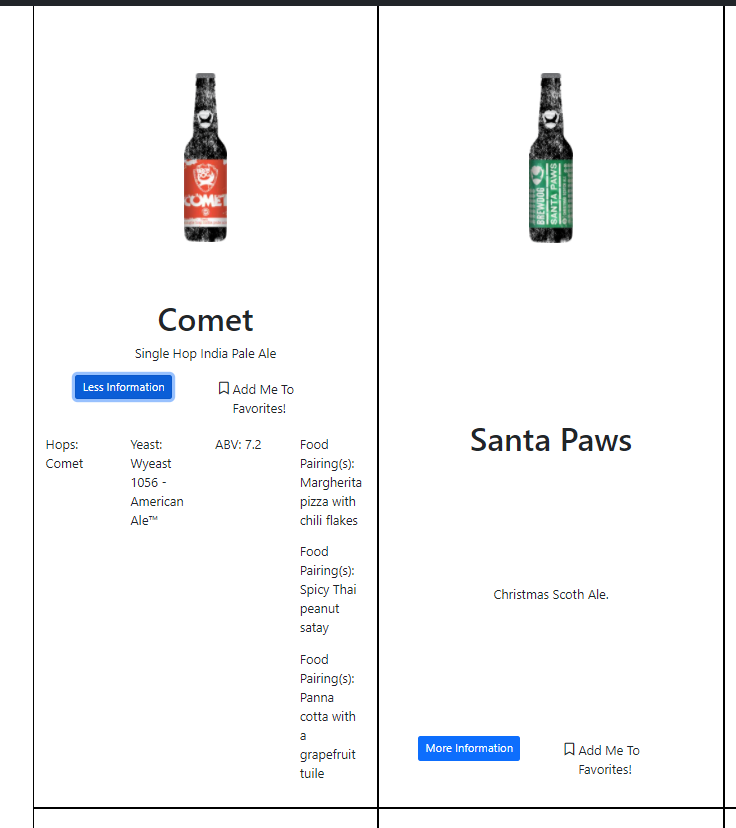 COMET
BREWDOG
SANTA PAWS
Comet
Single Hop India Pale Ale
Less Information
Add Me To
Favorites!
Hops:
Comet
Yeast:
Wyeast
1056 -
American
Ale™
ABV: 7.2
Food
Pairing(s):
Margherita
pizza with
chili flakes
Food
Pairing(s):
Spicy Thai
peanut
satay
Food
Pairing(s):
Panna
cotta with
a
grapefruit
tuile
Santa Paws
Christmas Scoth Ale.
More Information
Add Me To
Favorites!